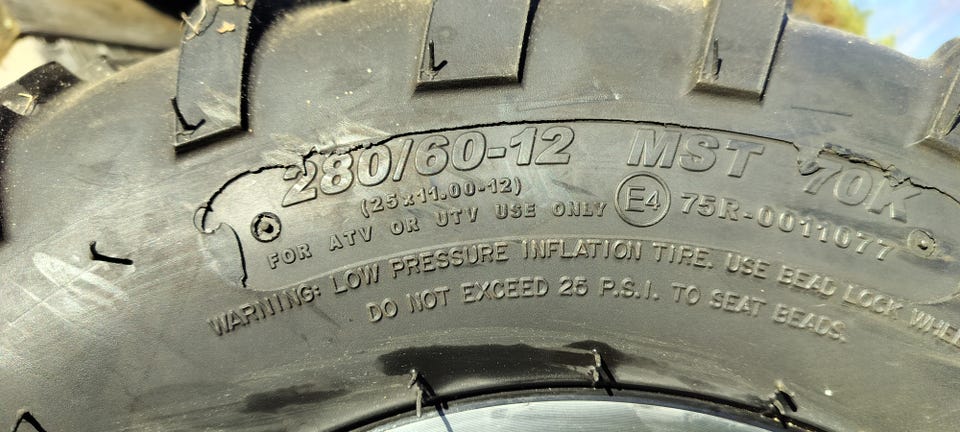 280/60-12 MST 70K
(25x11.00-12)
FOR ATV OR UTV USE ONLY E4 75R-0011077
WARNING: LOW PRESSURE INFLATION TIRE. USE BEAD LOCK
DO NOT EXCEED 25 P.S.I. TO SEAT BEADS.